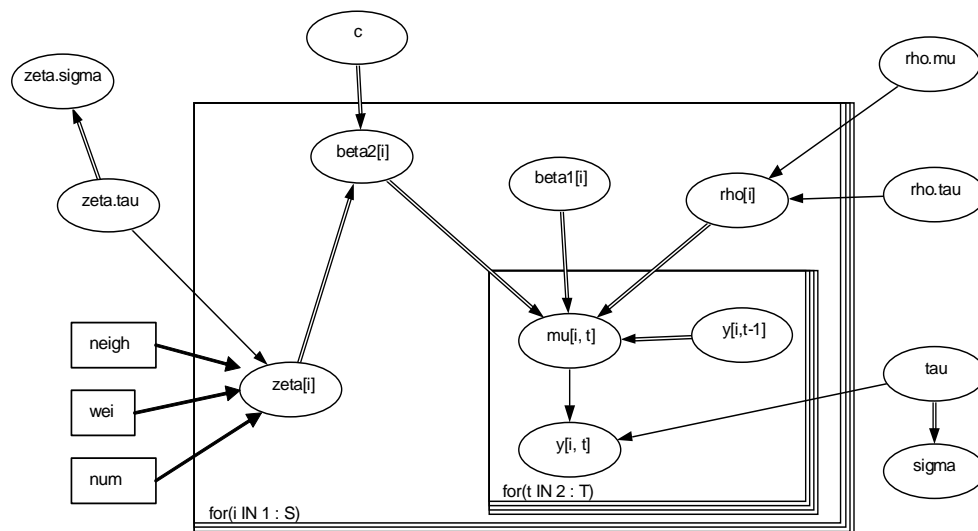 c
zeta.sigma
rho.mu
beta2[i]
beta1[i]
rho[i]
rho.tau
zeta.tau
mu[i, t]
y[i,t-1]
neigh
zeta[i]
tau
wei
y[i, t]
num
sigma
for(t IN 2 : T)
for(i IN 1 : S)